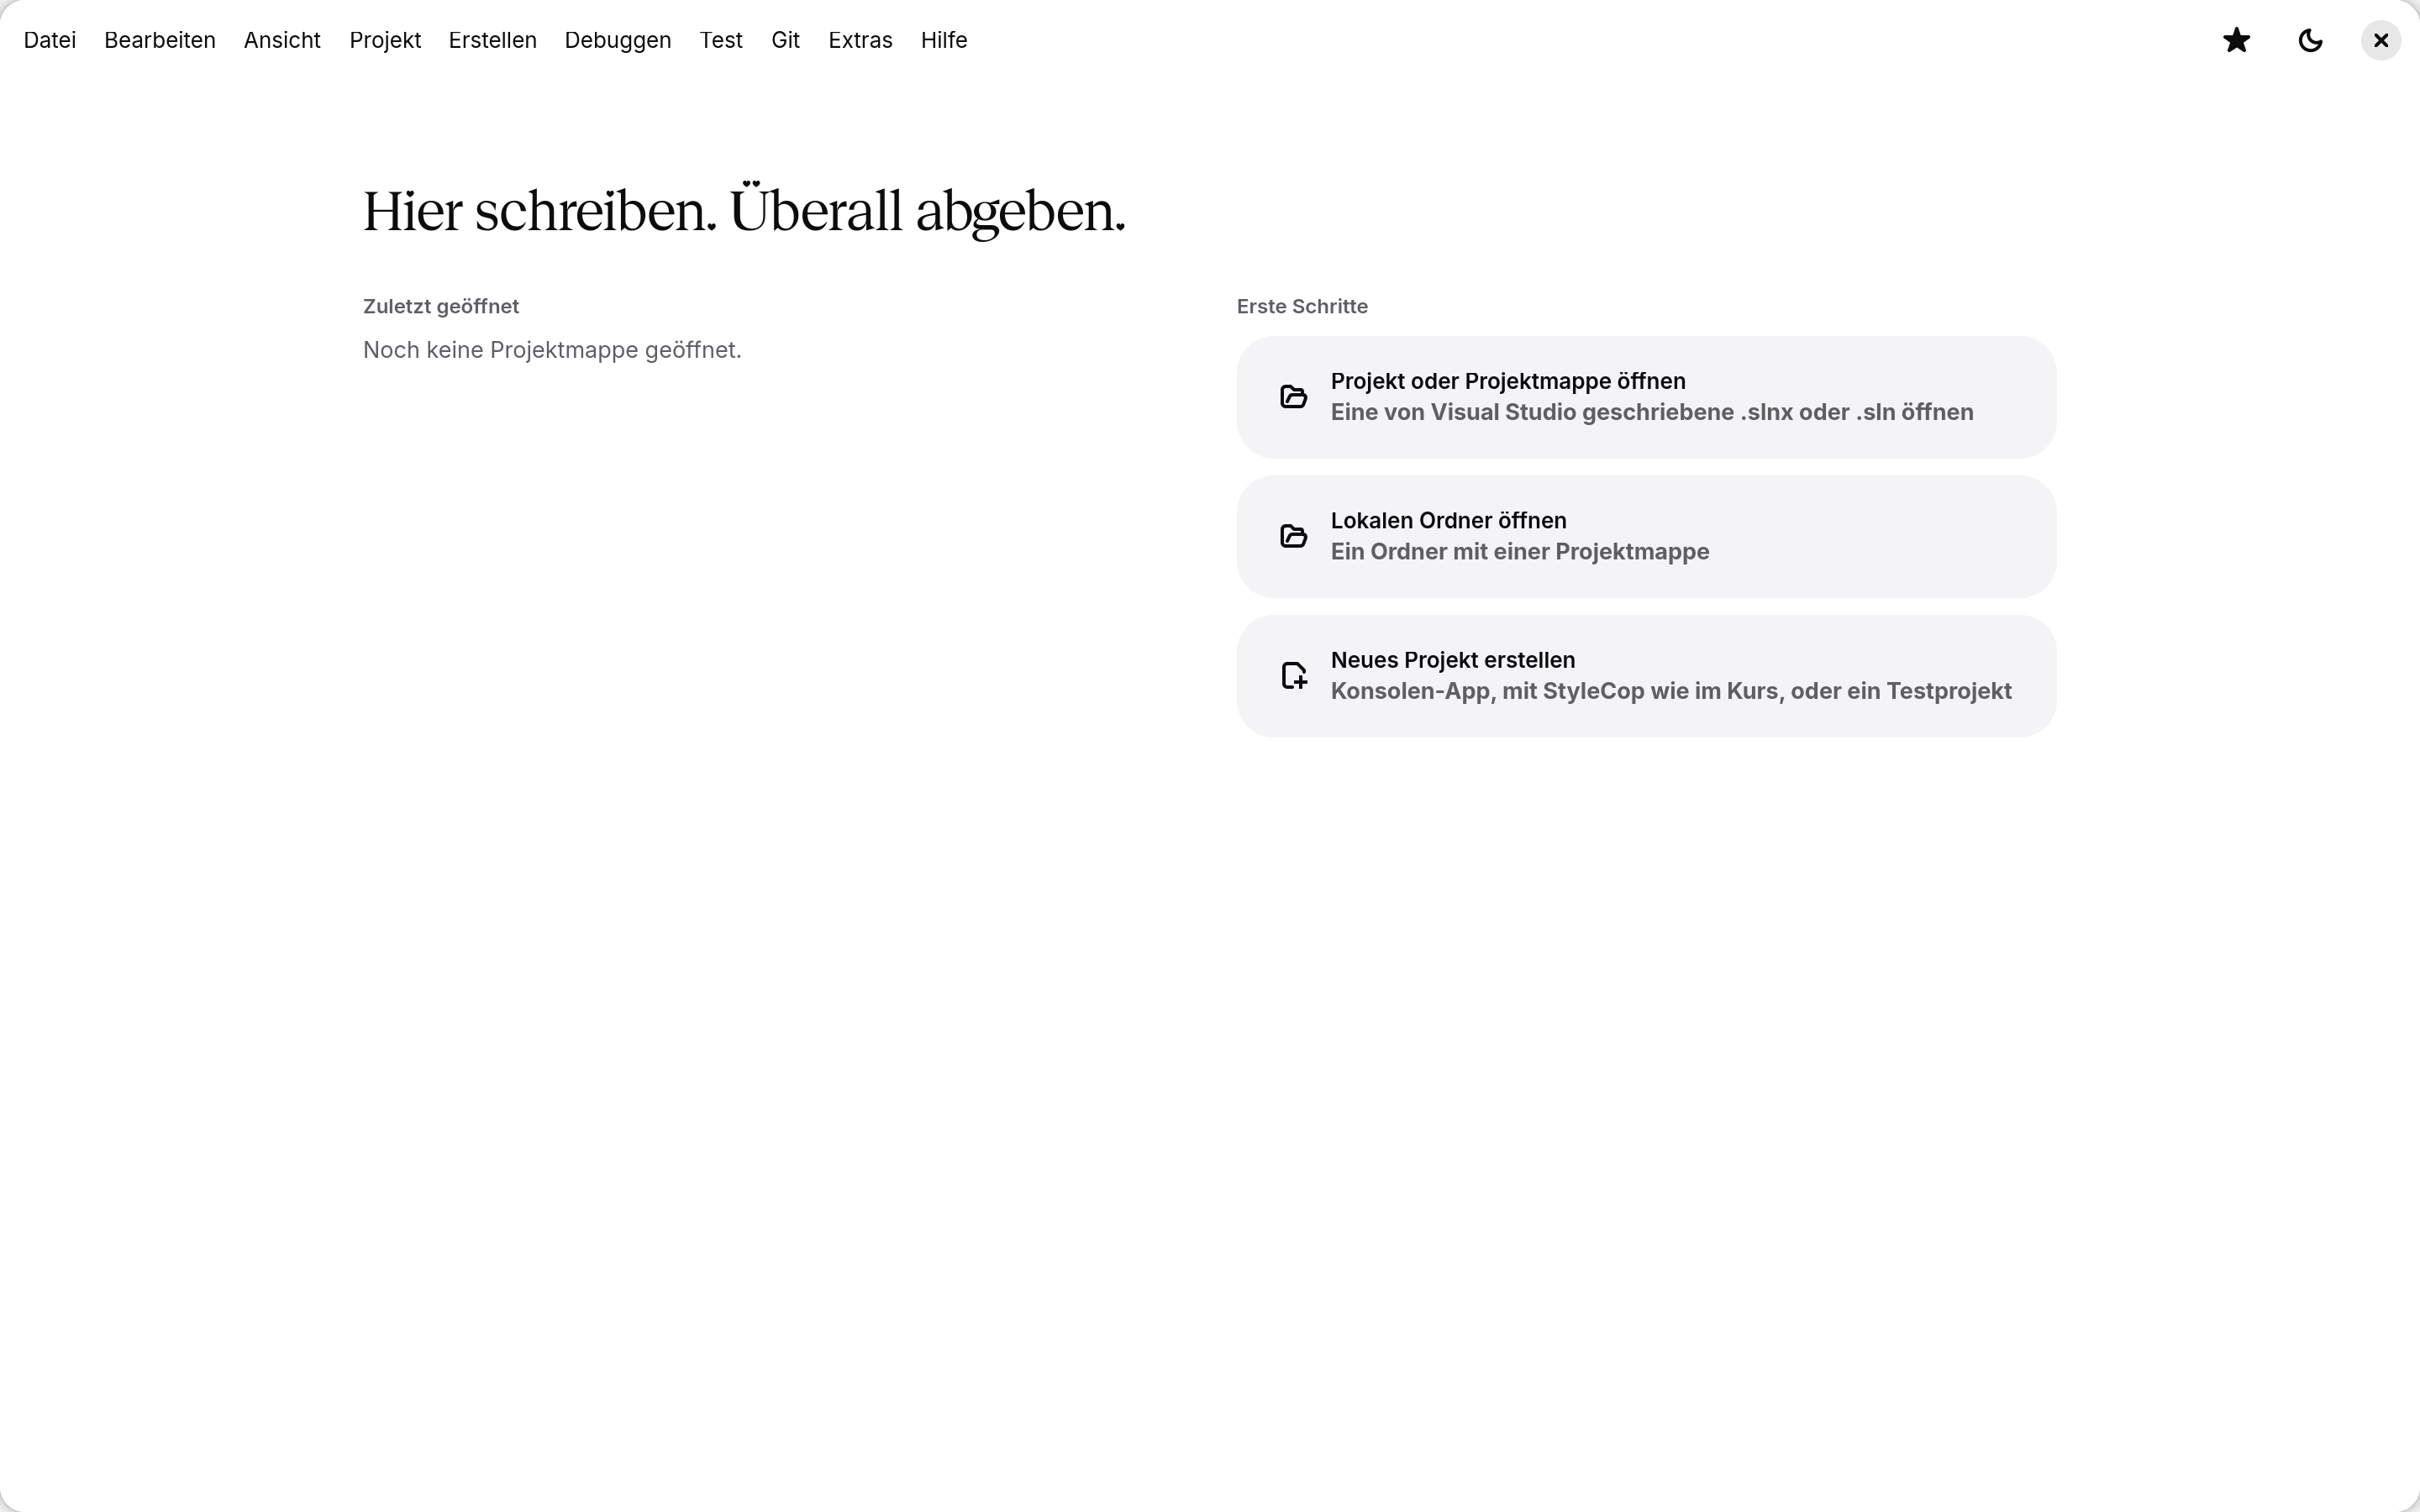 Datei Bearbeiten Ansicht Projekt Erstellen Debuggen Test Git Extras Hilfe
Hier schreiben. Überall abgeben.
Zuletzt geöffnet
Noch keine Projektmappe geöffnet.
Erste Schritte
Projekt oder Projektmappe öffnen
Eine von Visual Studio geschriebene .slnx oder .sln öffnen
Lokalen Ordner öffnen
Ein Ordner mit einer Projektmappe
Neues Projekt erstellen
Konsolen-App, mit StyleCop wie im Kurs, oder ein Testprojekt